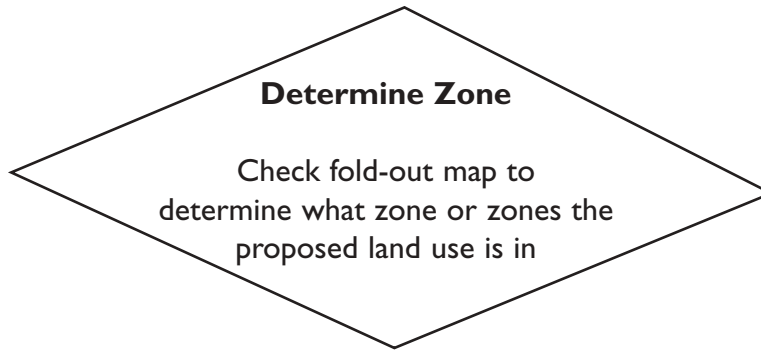 Determine Zone
Check fold-out map to
determine what zone or zones the
proposed land use is in